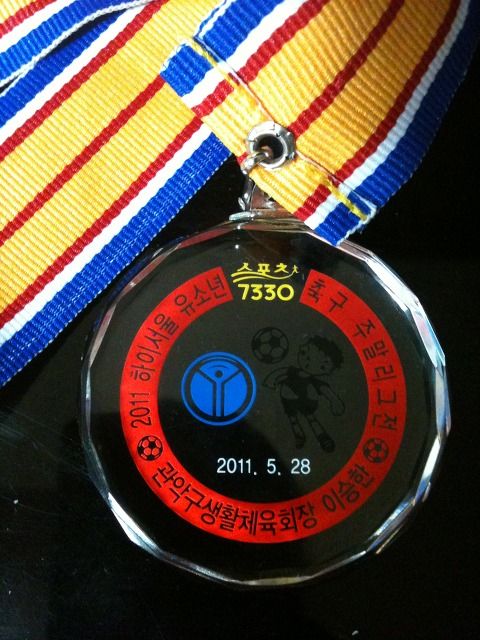 스포츠
7330
2011 하이서울 유소년 축구 주말리그전
2011. 5. 28
관악구생활체육회장 이승한